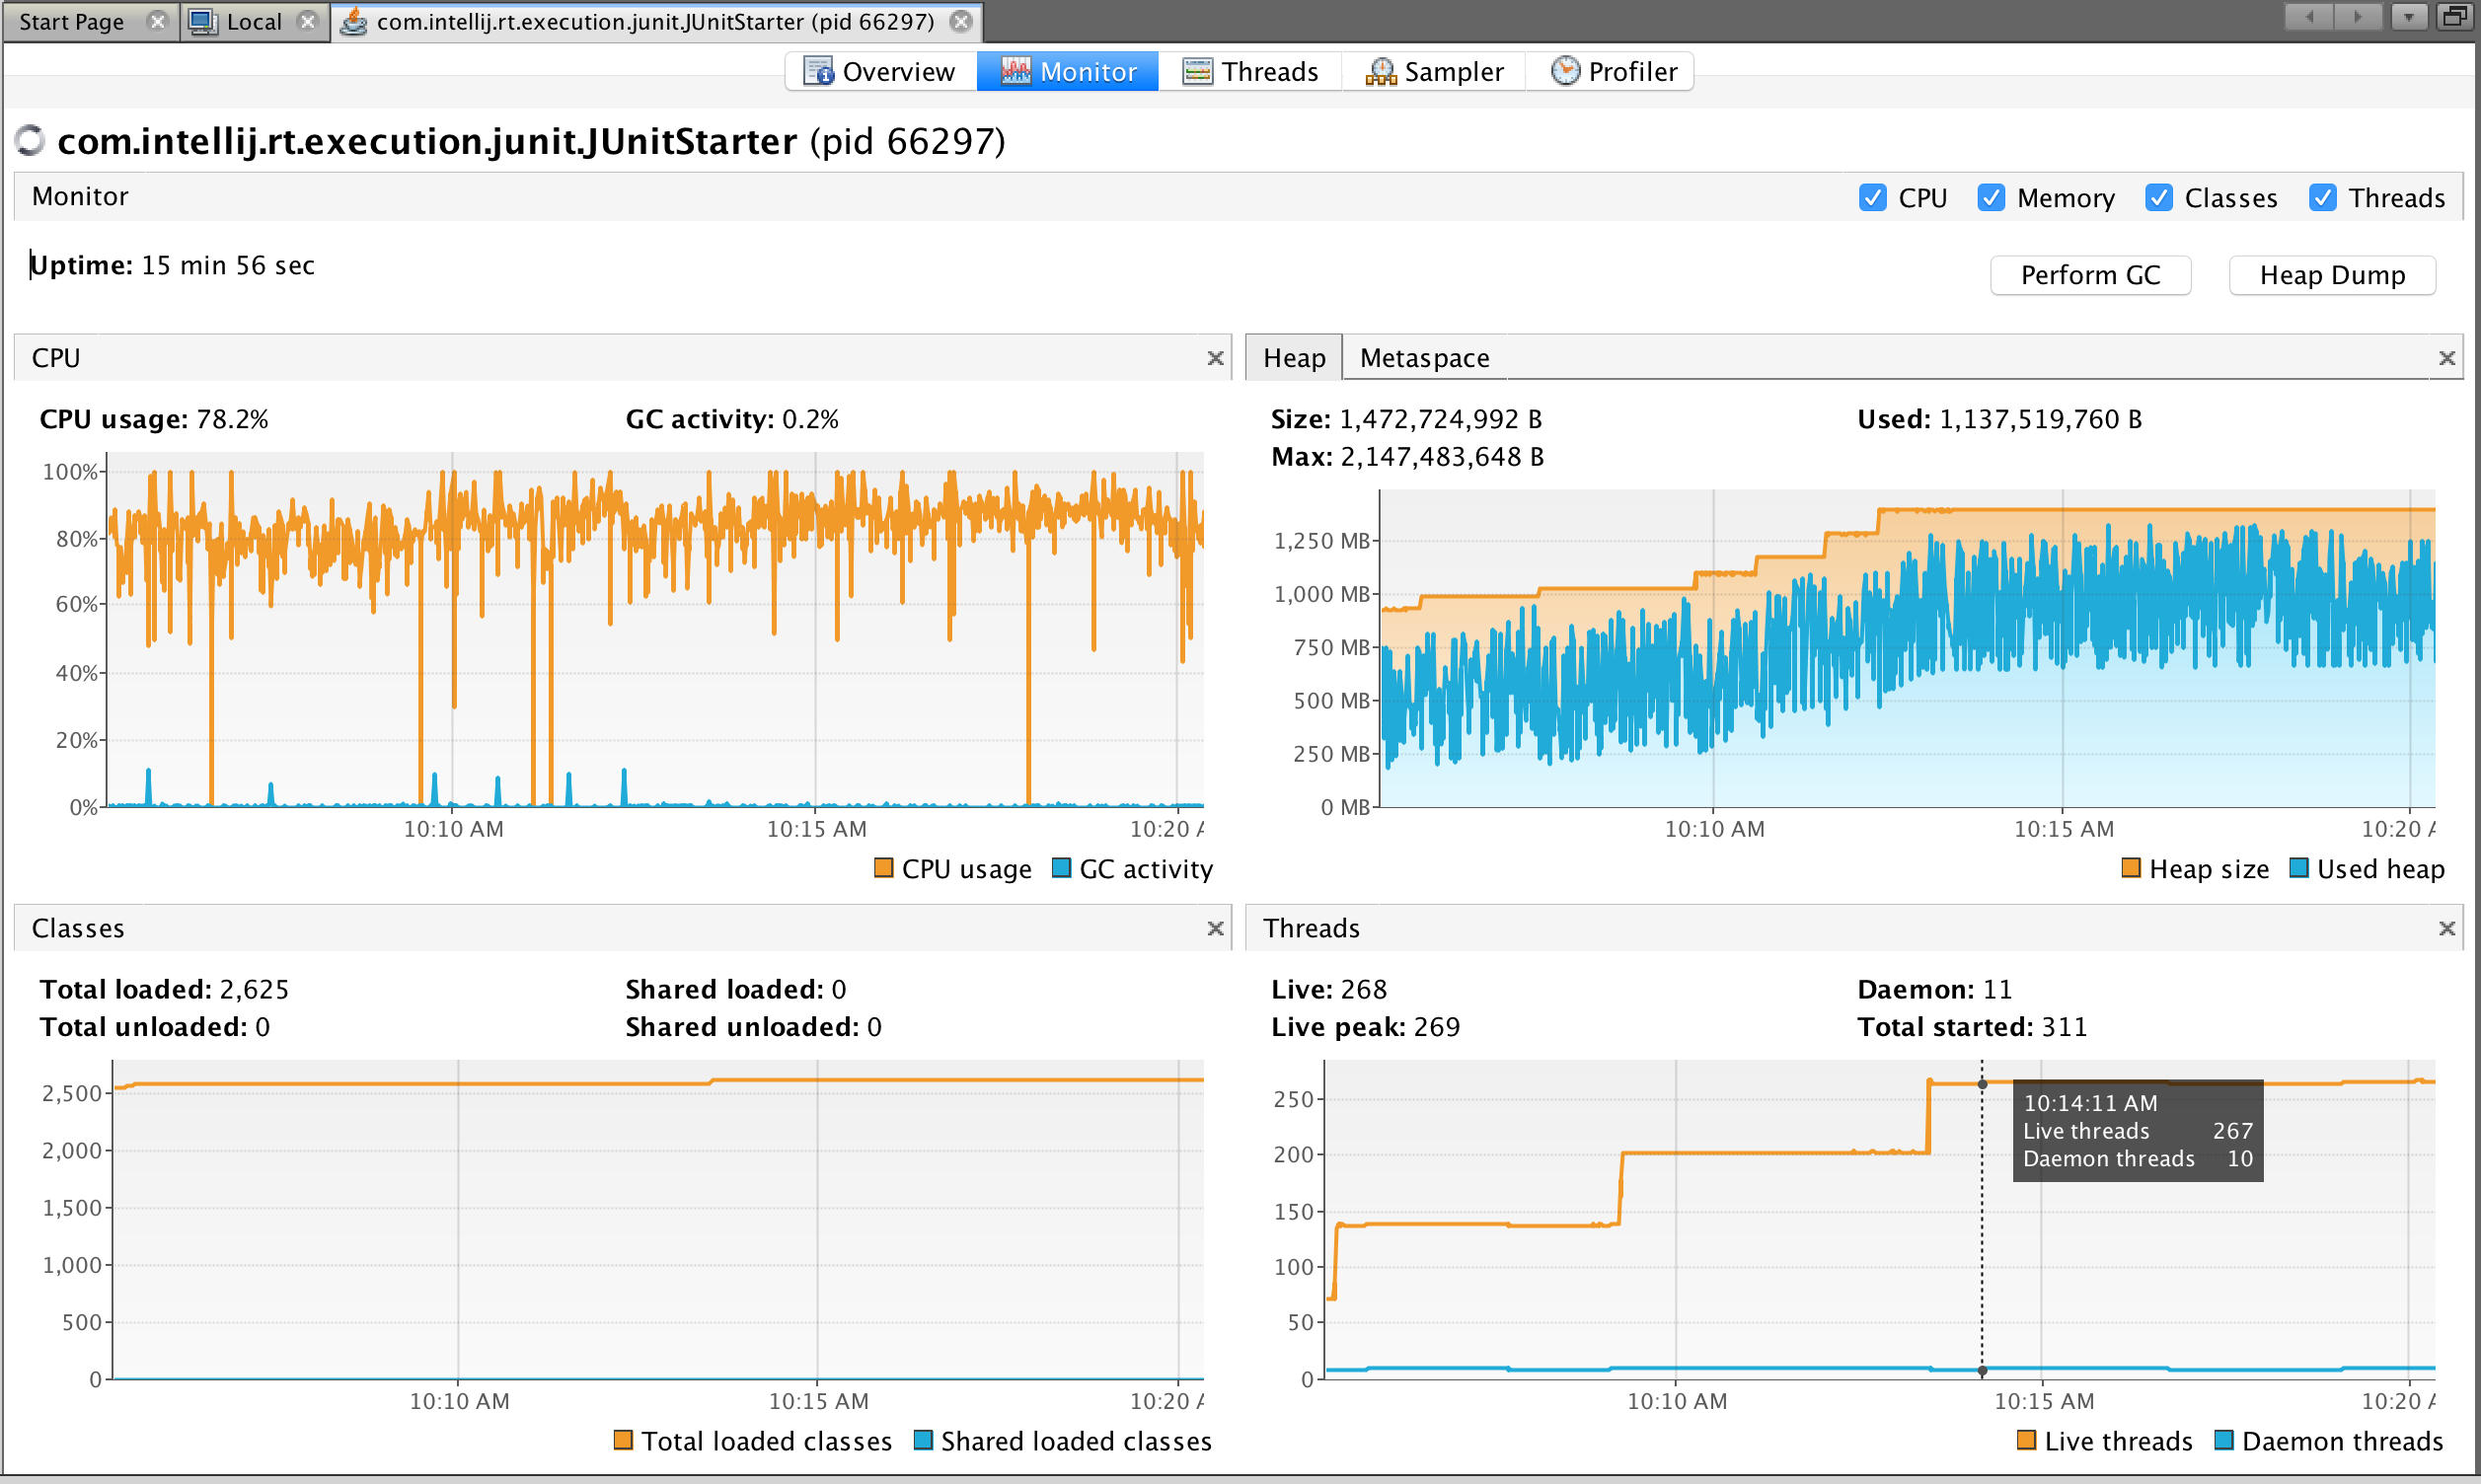 Start Page Local com.intellij.rt.execution.junit.JUnitStarter (pid 66297)
Overview Monitor Threads Sampler Profiler
com.intellij.rt.execution.junit.JUnitStarter (pid 66297)
Monitor CPU Memory Classes Threads
Uptime: 15 min 56 sec
Perform GC Heap Dump
CPU
CPU usage: 78.2% GC activity: 0.2%
100%
80%
60%
40%
20%
0%
10:10 AM 10:15 AM 10:20 A
CPU usage GC activity
Heap Metaspace
Size: 1,472,724,992 B Used: 1,137,519,760 B
Max: 2,147,483,648 B
1,250 MB
1,000 MB
750 MB
500 MB
250 MB
0 MB
10:10 AM 10:15 AM 10:20 A
Heap size Used heap
Classes
Total loaded: 2,625 Shared loaded: 0
Total unloaded: 0 Shared unloaded: 0
2,500
2,000
1,500
1,000
500
0
10:10 AM 10:15 AM 10:20 A
Total loaded classes Shared loaded classes
Threads
Live: 268 Daemon: 11
Live peak: 269 Total started: 311
250
200
150
100
50
0
10:14:11 AM
Live threads 267
Daemon threads 10
10:10 AM 10:15 AM 10:20 A
Live threads Daemon threads